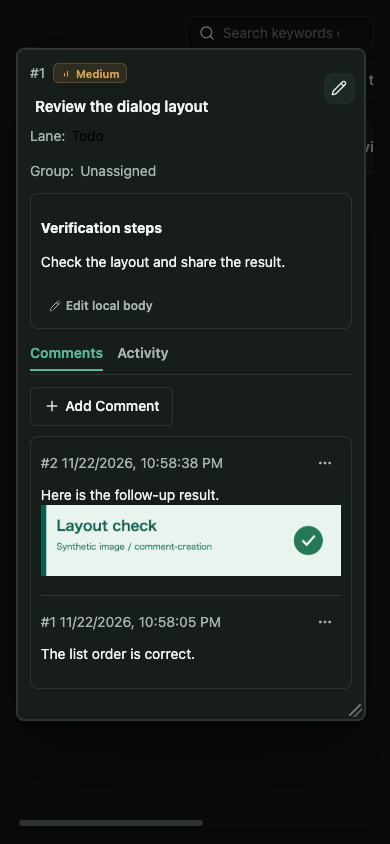 Search keywords
#1 Medium
Review the dialog layout
Lane: Todo
Group: Unassigned
Verification steps
Check the layout and share the result.
Edit local body
Comments Activity
+ Add Comment
#2 11/22/2026, 10:58:38 PM
Here is the follow-up result.
Layout check
Synthetic image / comment-creation
#1 11/22/2026, 10:58:05 PM
The list order is correct.